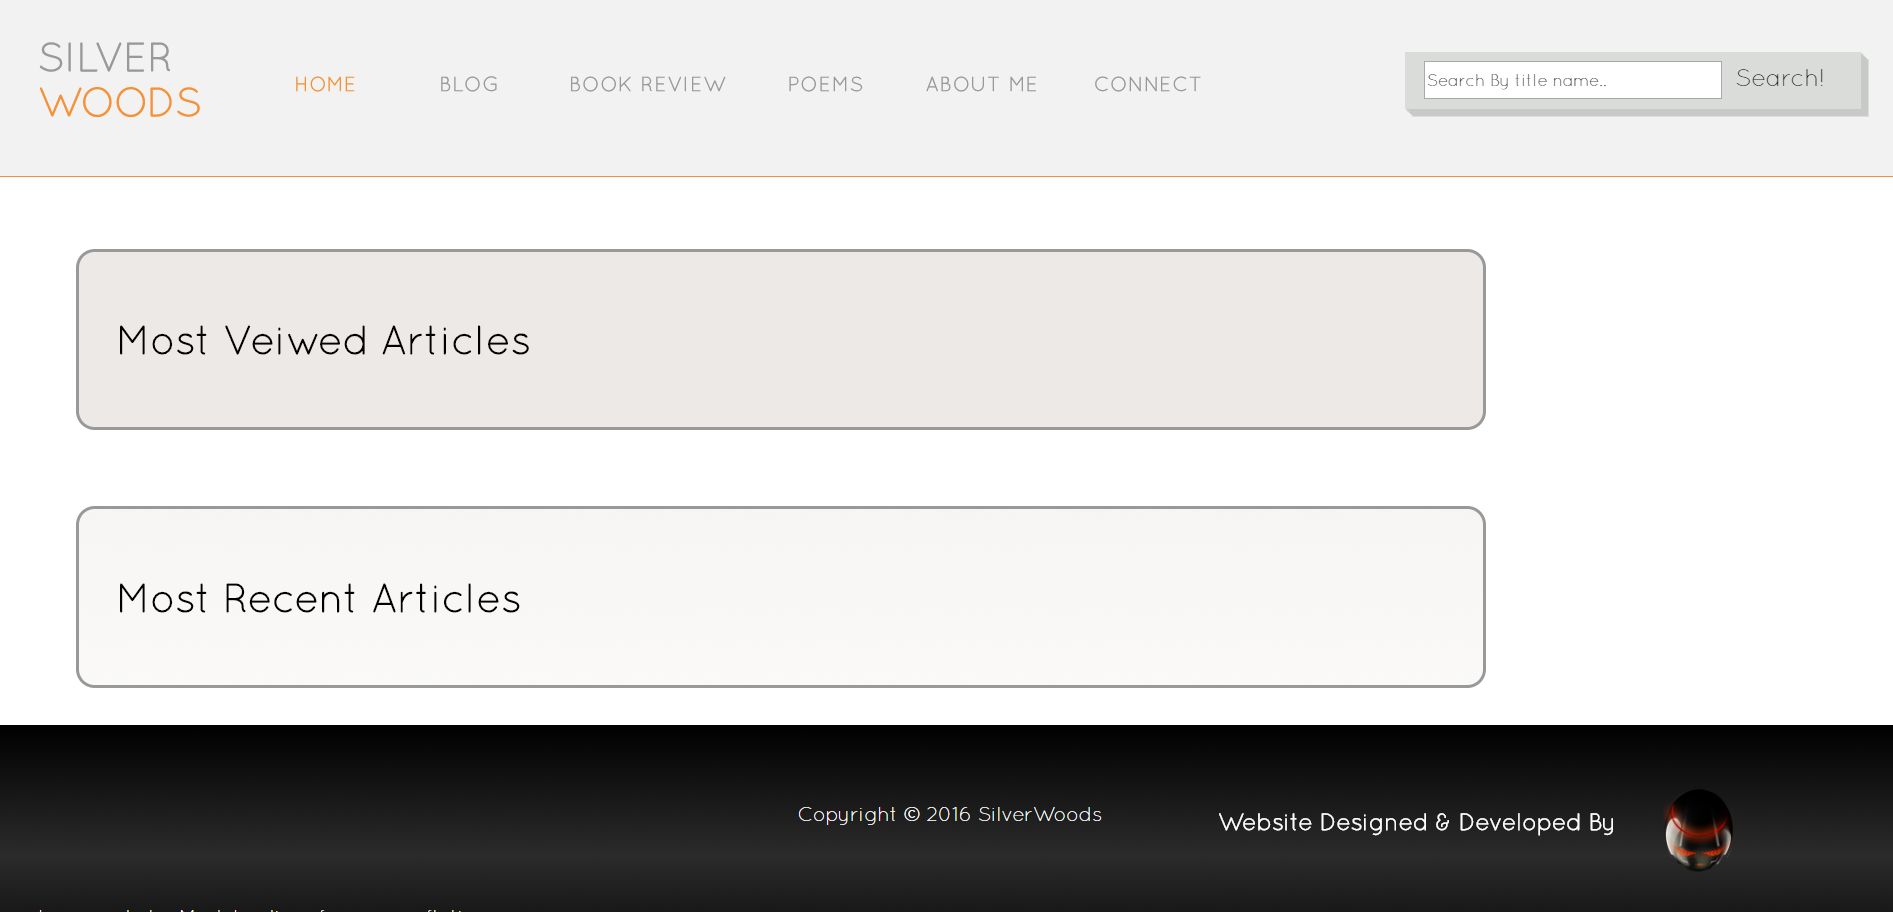 SILVER
WOODS
HOME BLOG BOOK REVIEW POEMS ABOUT ME CONNECT
Search By title name.. Search!
Most Veiwed Articles
Most Recent Articles
Copyright © 2016 SilverWoods
Website Designed & Developed By